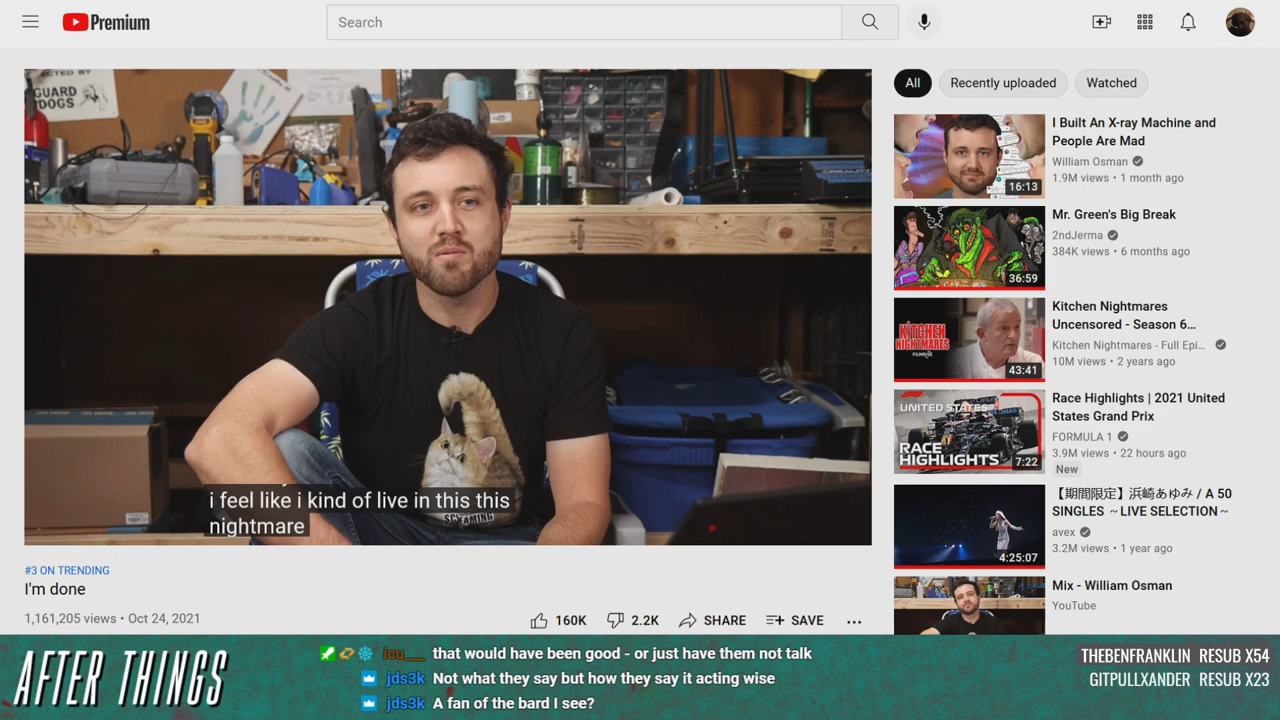 Premium
Search
PROTECTED BY
GUARD
DOGS
i feel like i kind of live in this this
nightmare
SCREAMING
#3 ON TRENDING
I'm done
1,161,205 views • Oct 24, 2021
160K
2.2K
SHARE
SAVE
All
Recently uploaded
Watched
16:13
I Built An X-ray Machine and
People Are Mad
William Osman
1.9M views • 1 month ago
36:59
Mr. Green's Big Break
2ndJerma
384K views • 6 months ago
KITCHEN
NIGHTMARES
FILMRISE
43:41
Kitchen Nightmares
Uncensored - Season 6...
Kitchen Nightmares - Full Epi...
10M views • 2 years ago
UNITED STATES
RACE
HIGHLIGHTS
7:22
Race Highlights | 2021 United
States Grand Prix
FORMULA 1
3.9M views • 22 hours ago
New
4:25:07
【期間限定】浜崎あゆみ / A 50
SINGLES ～LIVE SELECTION～
avex
3.2M views • 1 year ago
Mix - William Osman
YouTube
AFTER THINGS
icu__ that would have been good - or just have them not talk
jds3k Not what they say but how they say it acting wise
jds3k A fan of the bard I see?
THEBENFRANKLIN RESUB X54
GITPULLXANDER RESUB X23